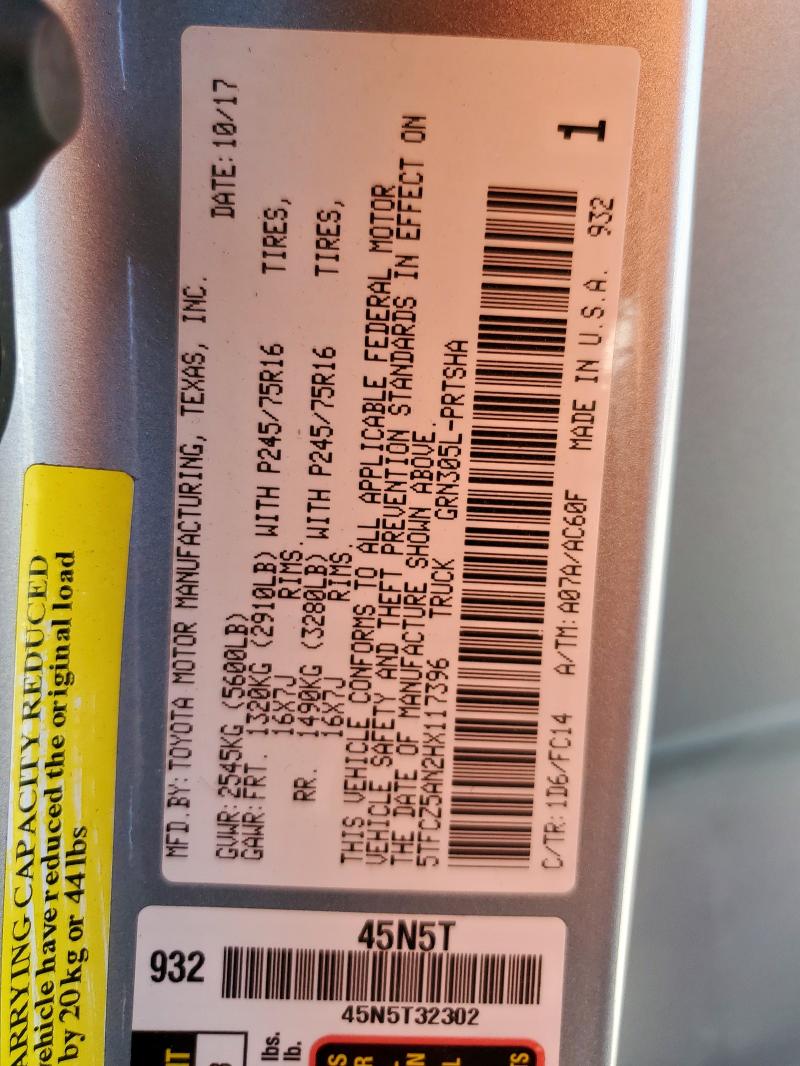 MFD.BY:TOYOTA MOTOR MANUFACTURING, TEXAS, INC.
DATE:10/17
GVWR:2545KG (5600LB)
GAWR:FRT. 1320KG (2910LB) WITH P245/75R16 TIRES,
16X7J RIMS.
RR. 1490KG (3280LB) WITH P245/75R16 TIRES,
16X7J RIMS.
THIS VEHICLE CONFORMS TO ALL APPLICABLE FEDERAL MOTOR
VEHICLE SAFETY AND THEFT PREVENTION STANDARDS IN EFFECT ON
THE DATE OF MANUFACTURE SHOWN ABOVE.
5TFCZ5AN2HX117396 TRUCK GRN305L-PRTSHA
1
C/TR:1D6/FC14 A/TM:A07A/AC60F MADE IN U.S.A. 932
ARRYING CAPACITY REDUCED
vehicle have reduced the original load
by 20 kg or 44 lbs
45N5T
932
45N5T32302
lbs.
lb.